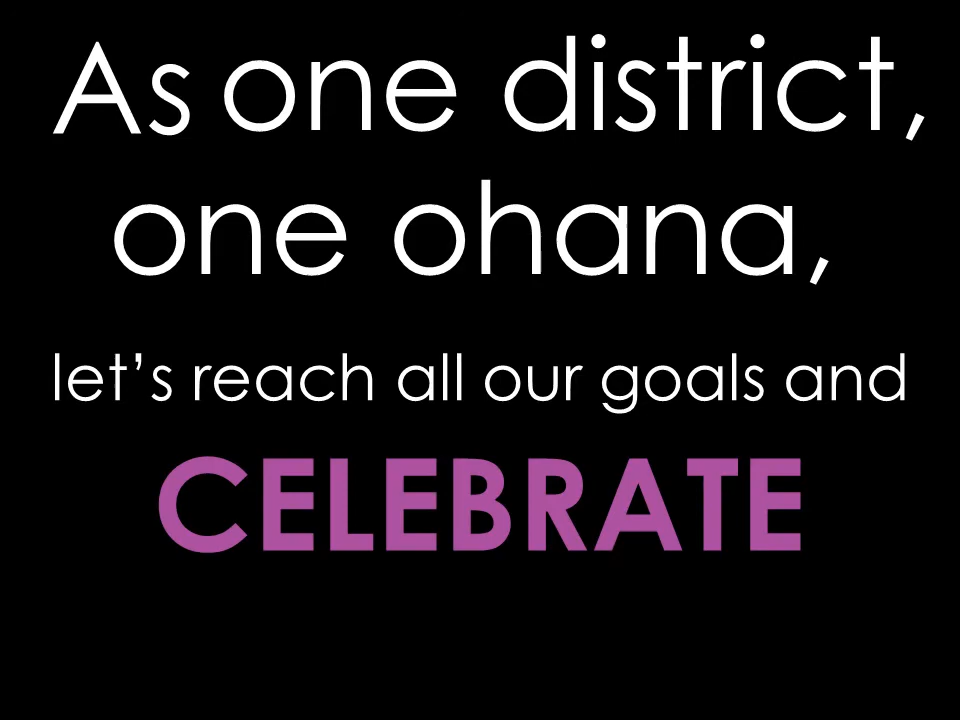 As one district,
one ohana,
let’s reach all our goals and
CELEBRATE